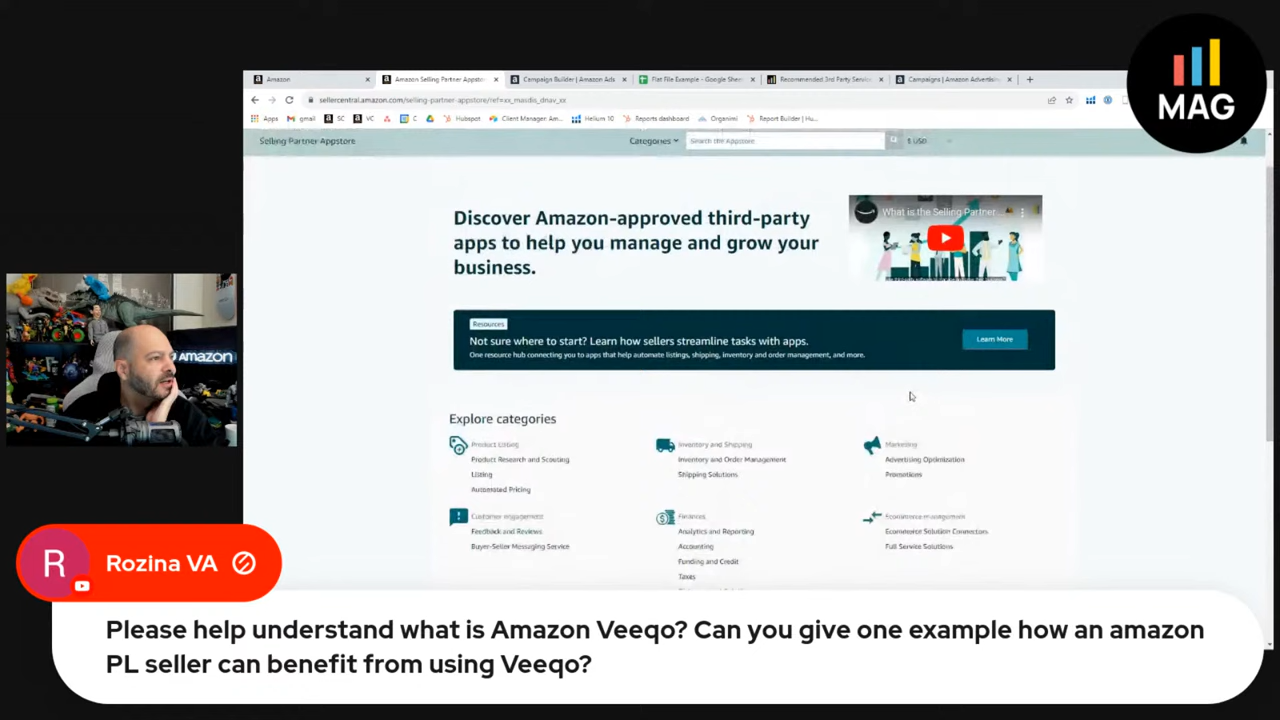 Amazon
Amazon Selling Partner Appsto
Campaign Builder | Amazon Ads
Flat File Example - Google Shee
Recommended 3rd Party Servic
Campaigns | Amazon Advertisi
sellercentral.amazon.com/selling-partner-appstore/ref=xx_masdis_dnav_xx
Apps
gmail
SC
VC
C
Hubspot
Client Manager: Am...
Helium 10
Reports dashboard
Organimi
Report Builder | Hu...
MAG
Selling Partner Appstore
Categories
Search the Appstore
$ USD
Discover Amazon-approved third-party
apps to help you manage and grow your
business.
What is the Selling Partner...
Resources
Not sure where to start? Learn how sellers streamline tasks with apps.
One resource hub connecting you to apps that help automate listings, shipping, inventory and order management, and more.
Learn More
amazon
Explore categories
Product Listing
Product Research and Scouting
Listing
Automated Pricing
Inventory and Shipping
Inventory and Order Management
Shipping Solutions
Marketing
Advertising Optimization
Promotions
Customer engagement
Feedback and Reviews
Buyer-Seller Messaging Service
Finances
Analytics and Reporting
Accounting
Funding and Credit
Taxes
Ecommerce management
Ecommerce Solution Connectors
Full Service Solutions
R
Rozina VA
Please help understand what is Amazon Veeqo? Can you give one example how an amazon
PL seller can benefit from using Veeqo?